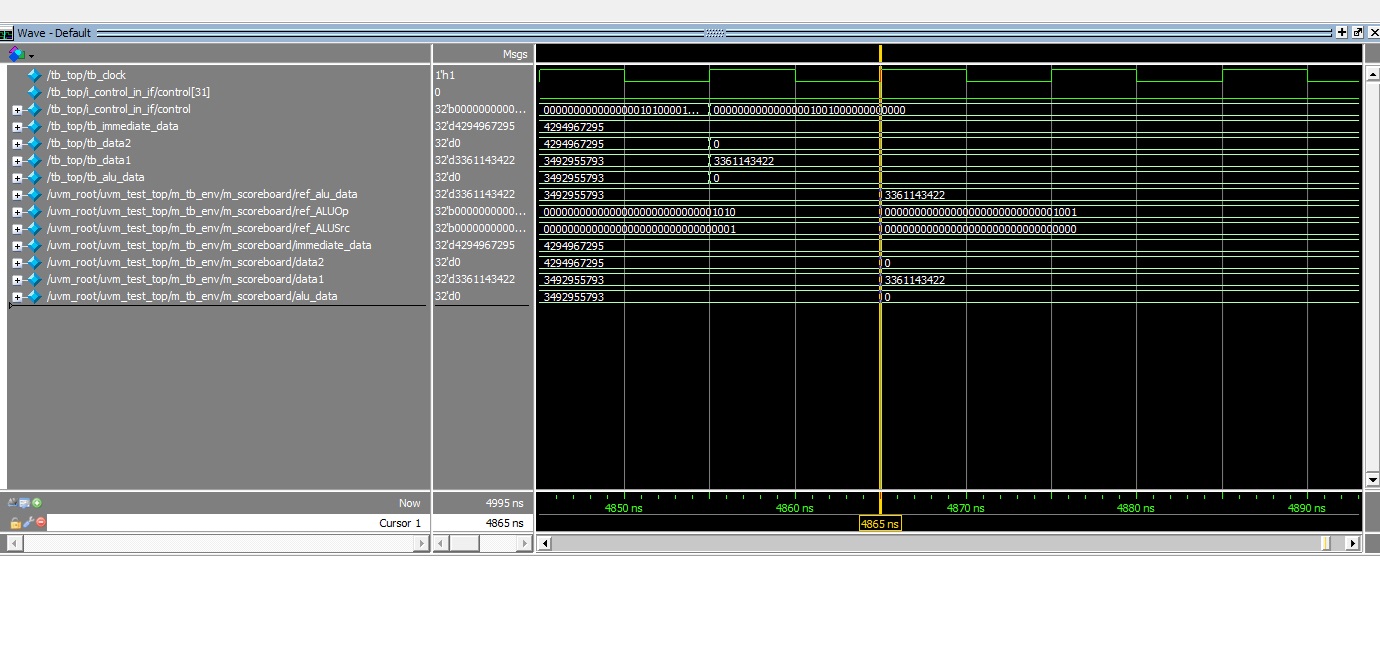 Wave - Default
Msgs
/tb_top/tb_clock 1'h1
/tb_top/i_control_in_if/control[31] 0
/tb_top/i_control_in_if/control 32'b0000000000... 000000000000000010100001... 00000000000000001001000000000000
/tb_top/tb_immediate_data 32'd4294967295 4294967295
/tb_top/tb_data2 32'd0 4294967295 0
/tb_top/tb_data1 32'd3361143422 3492955793 3361143422
/tb_top/tb_alu_data 32'd0 3492955793 0
/uvm_root/uvm_test_top/m_tb_env/m_scoreboard/ref_alu_data 32'd3361143422 3492955793 3361143422
/uvm_root/uvm_test_top/m_tb_env/m_scoreboard/ref_ALUOp 32'b0000000000... 00000000000000000000000000001010 00000000000000000000000000001001
/uvm_root/uvm_test_top/m_tb_env/m_scoreboard/ref_ALUSrc 32'b0000000000... 00000000000000000000000000000001 00000000000000000000000000000000
/uvm_root/uvm_test_top/m_tb_env/m_scoreboard/immediate_data 32'd4294967295 4294967295
/uvm_root/uvm_test_top/m_tb_env/m_scoreboard/data2 32'd0 4294967295 0
/uvm_root/uvm_test_top/m_tb_env/m_scoreboard/data1 32'd3361143422 3492955793 3361143422
/uvm_root/uvm_test_top/m_tb_env/m_scoreboard/alu_data 32'd0 3492955793 0
Now 4995 ns 4850 ns 4860 ns 4870 ns 4880 ns 4890 ns
Cursor 1 4865 ns 4865 ns